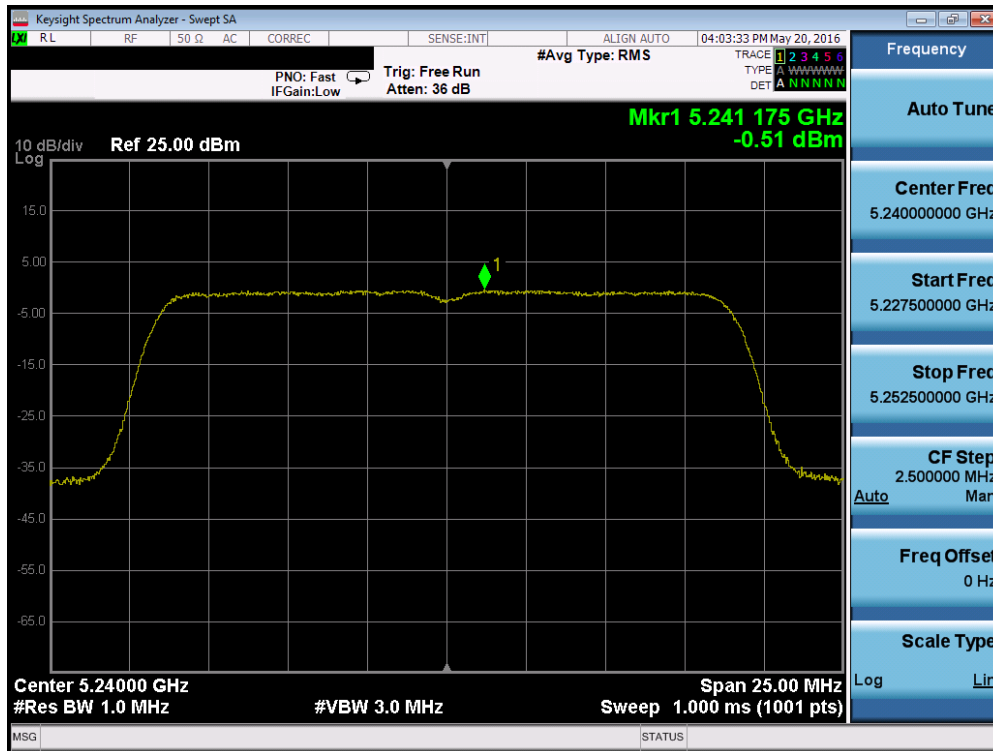 Keysight Spectrum Analyzer - Swept SA
LXI RL RF 50 Ω AC CORREC SENSE:INT ALIGN AUTO 04:03:33 PM May 20, 2016
#Avg Type: RMS TRACE 1 2 3 4 5 6
PNO: Fast Trig: Free Run TYPE A WWWWW
IFGain:Low Atten: 36 dB DET A N N N N N
Mkr1 5.241 175 GHz
-0.51 dBm
10 dB/div Ref 25.00 dBm
Log
15.0
5.00
1
-5.00
-15.0
-25.0
-35.0
-45.0
-55.0
-65.0
Center 5.24000 GHz Span 25.00 MHz
#Res BW 1.0 MHz #VBW 3.0 MHz Sweep 1.000 ms (1001 pts)
MSG STATUS
Frequency
Auto Tune
Center Freq
5.240000000 GHz
Start Freq
5.227500000 GHz
Stop Freq
5.252500000 GHz
CF Step
2.500000 MHz
Auto Man
Freq Offset
0 Hz
Scale Type
Log Lin